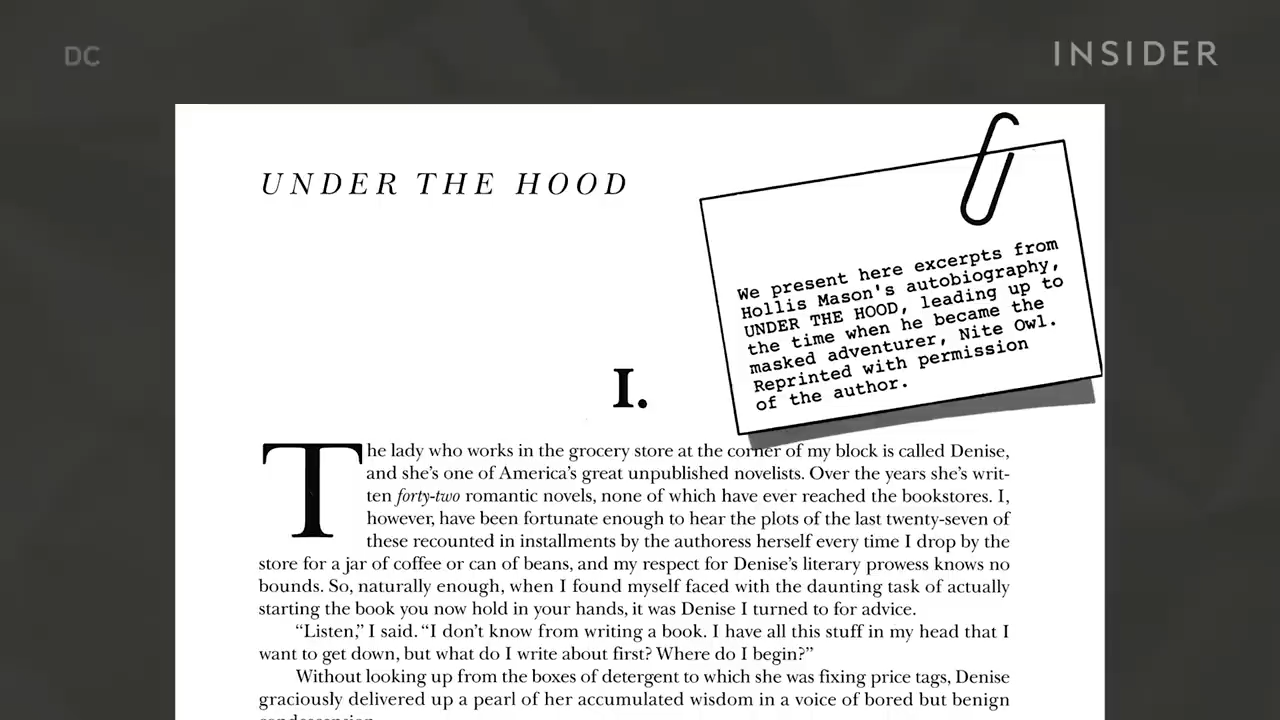 DC
INSIDER
UNDER THE HOOD
We present here excerpts from
Hollis Mason's autobiography,
UNDER THE HOOD, leading up to
the time when he became the
masked adventurer, Nite Owl.
Reprinted with permission
of the author.
I.
The lady who works in the grocery store at the corner of my block is called Denise,
and she's one of America's great unpublished novelists. Over the years she's writ-
ten forty-two romantic novels, none of which have ever reached the bookstores. I,
however, have been fortunate enough to hear the plots of the last twenty-seven of
these recounted in installments by the authoress herself every time I drop by the
store for a jar of coffee or can of beans, and my respect for Denise's literary prowess knows no
bounds. So, naturally enough, when I found myself faced with the daunting task of actually
starting the book you now hold in your hands, it was Denise I turned to for advice.
“Listen,” I said. “I don't know from writing a book. I have all this stuff in my head that I
want to get down, but what do I write about first? Where do I begin?”
Without looking up from the boxes of detergent to which she was fixing price tags, Denise
graciously delivered up a pearl of her accumulated wisdom in a voice of bored but benign